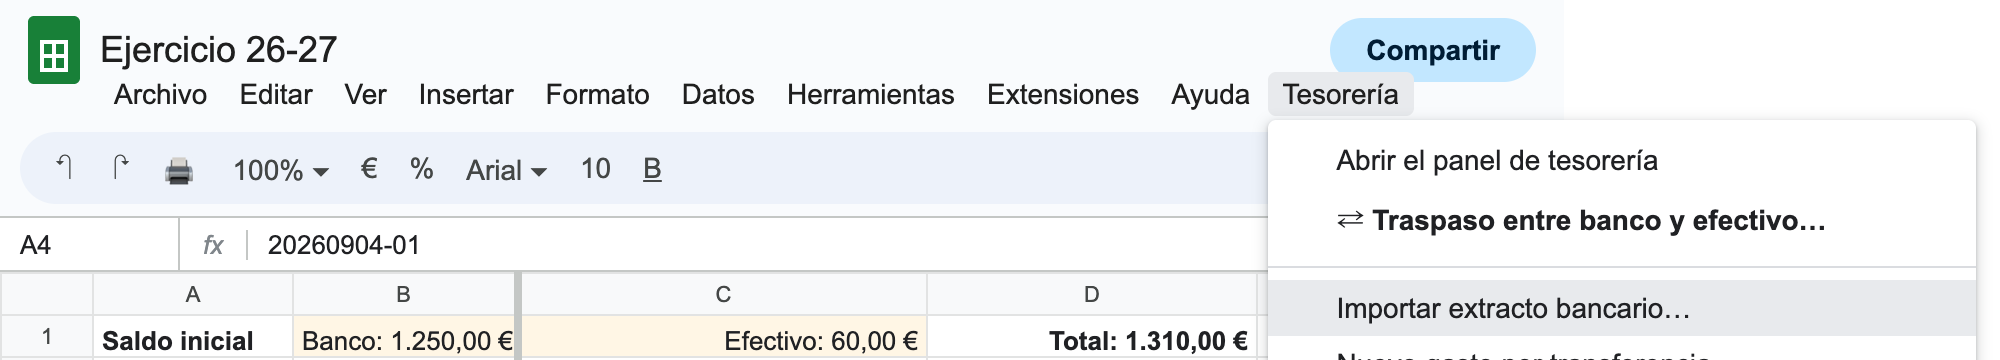 Ejercicio 26-27
Compartir
Archivo Editar Ver Insertar Formato Datos Herramientas Extensiones Ayuda Tesorería
100% € % Arial 10 B
Abrir el panel de tesorería
⇄ Traspaso entre banco y efectivo…
A4 fx 20260904-01
A B C D
Importar extracto bancario…
1 Saldo inicial Banco: 1.250,00 € Efectivo: 60,00 € Total: 1.310,00 €